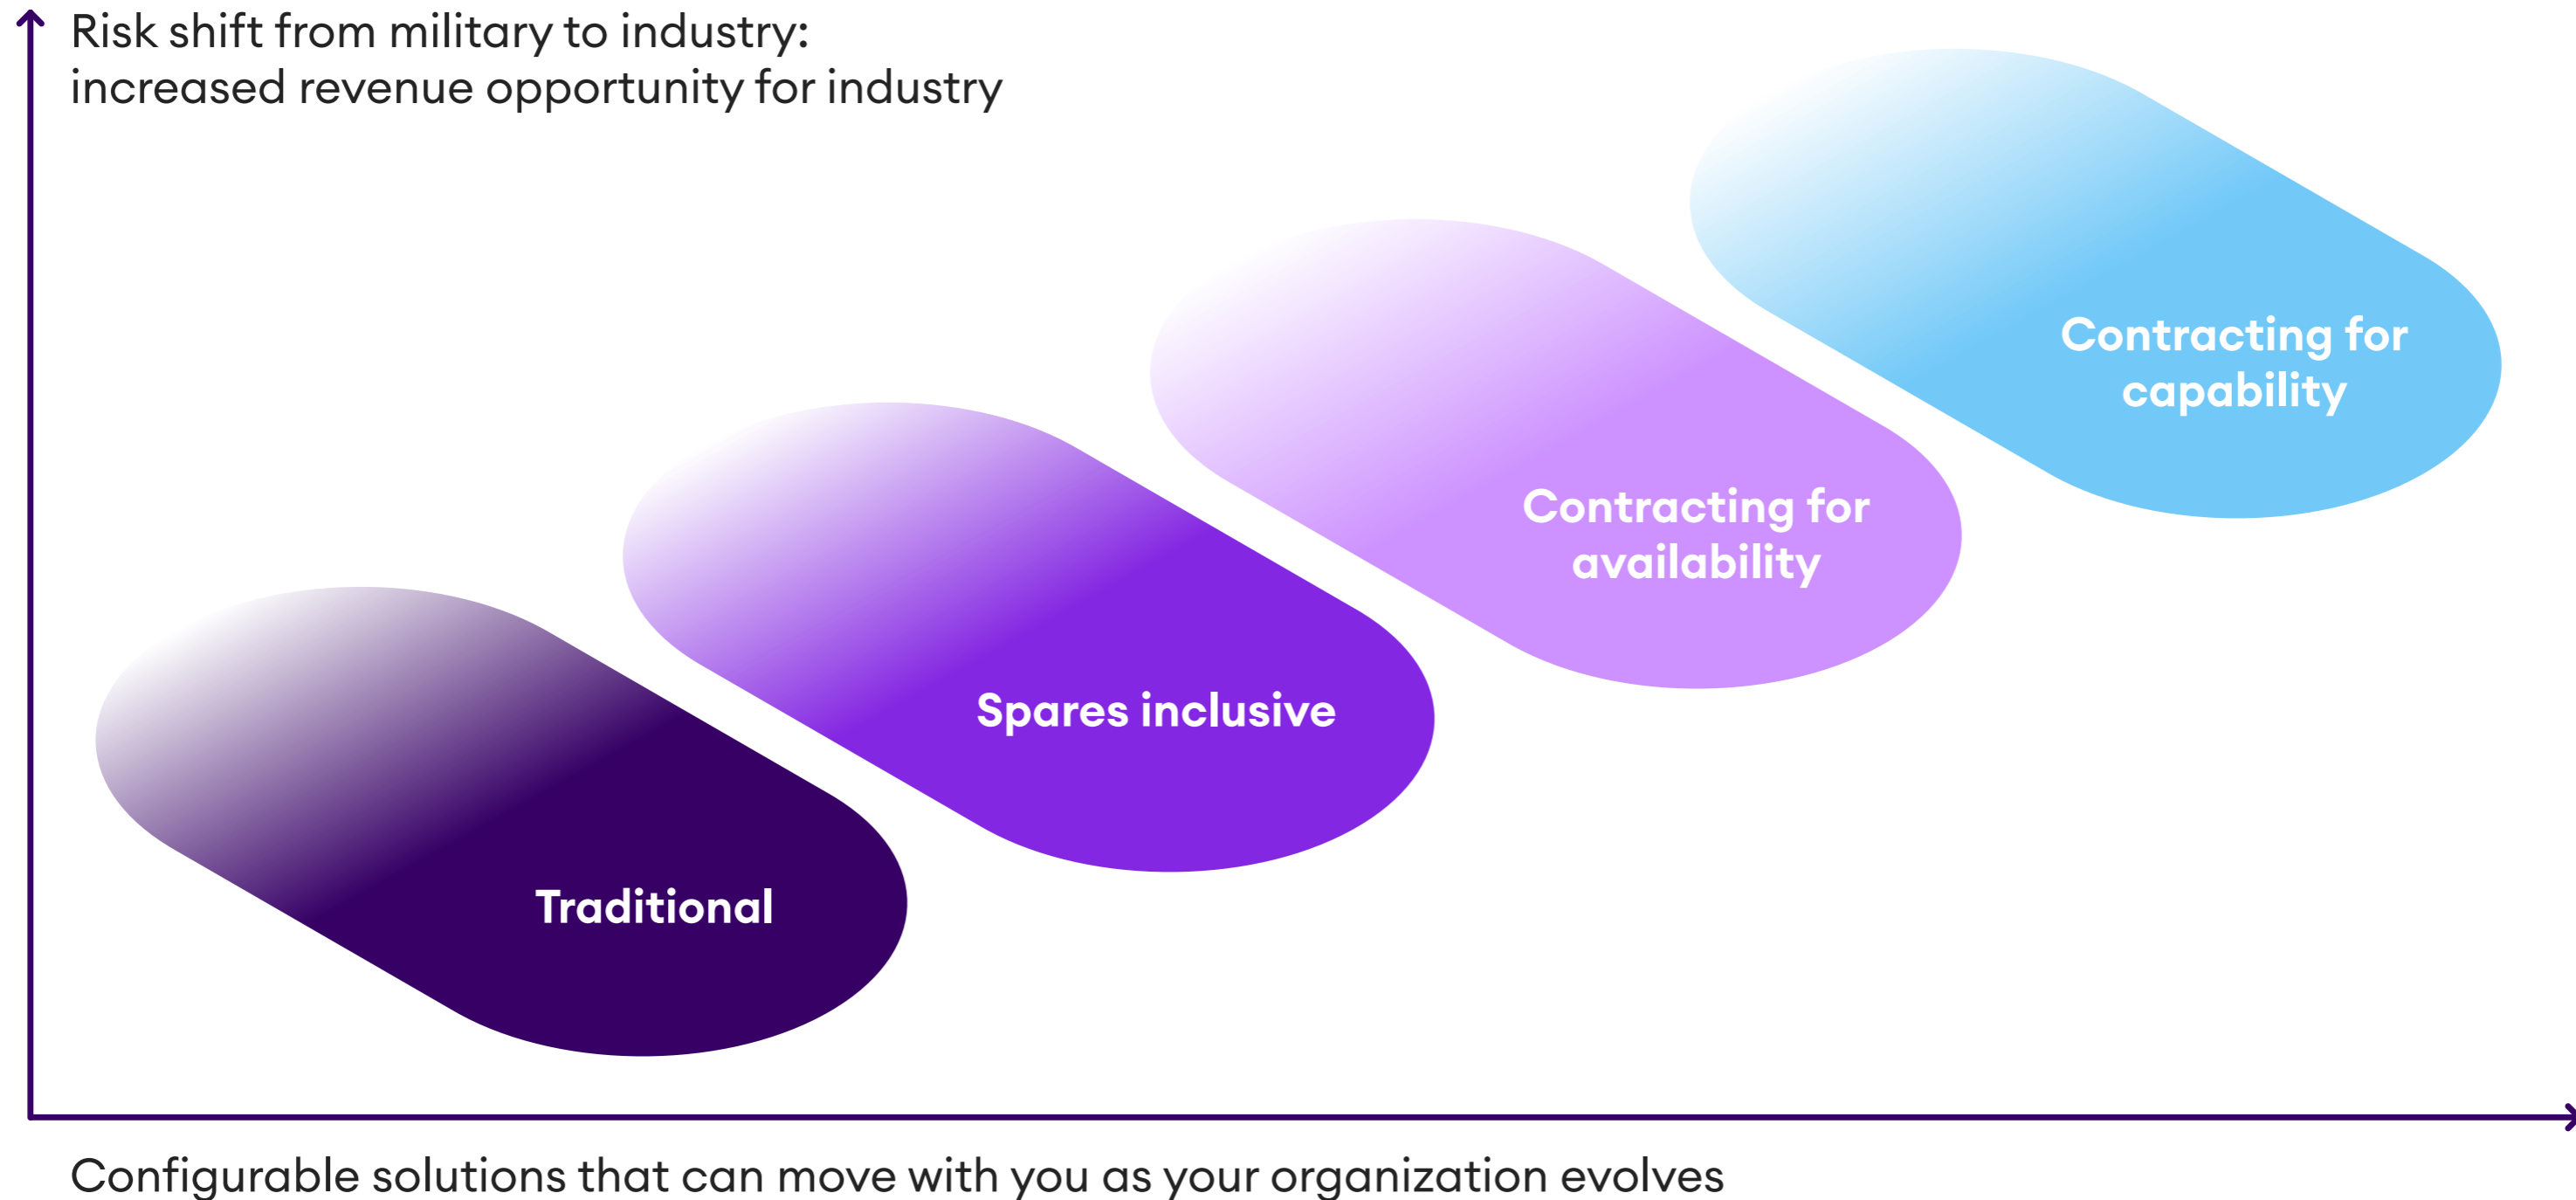 Risk shift from military to industry:
increased revenue opportunity for industry
Contracting for
capability
Contracting for
availability
Spares inclusive
Traditional
Configurable solutions that can move with you as your organization evolves